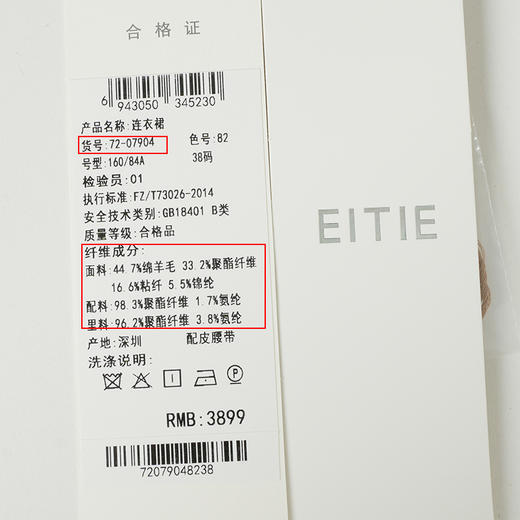 合格证
6 943050 345230
产品名称:连衣裙
货号:72-07904 色号:82
号型:160/84A 38码
检验员:01
执行标准:FZ/T73026-2014
安全技术类别:GB18401 B类
质量等级:合格品
纤维成分:
面料:44.7%绵羊毛 33.2%聚酯纤维
16.6%粘纤 5.5%锦纶
配料:98.3%聚酯纤维 1.7%氨纶
里料:96.2%聚酯纤维 3.8%氨纶
产地:深圳 配皮腰带
洗涤说明:
RMB:3899
72079048238
EITIE